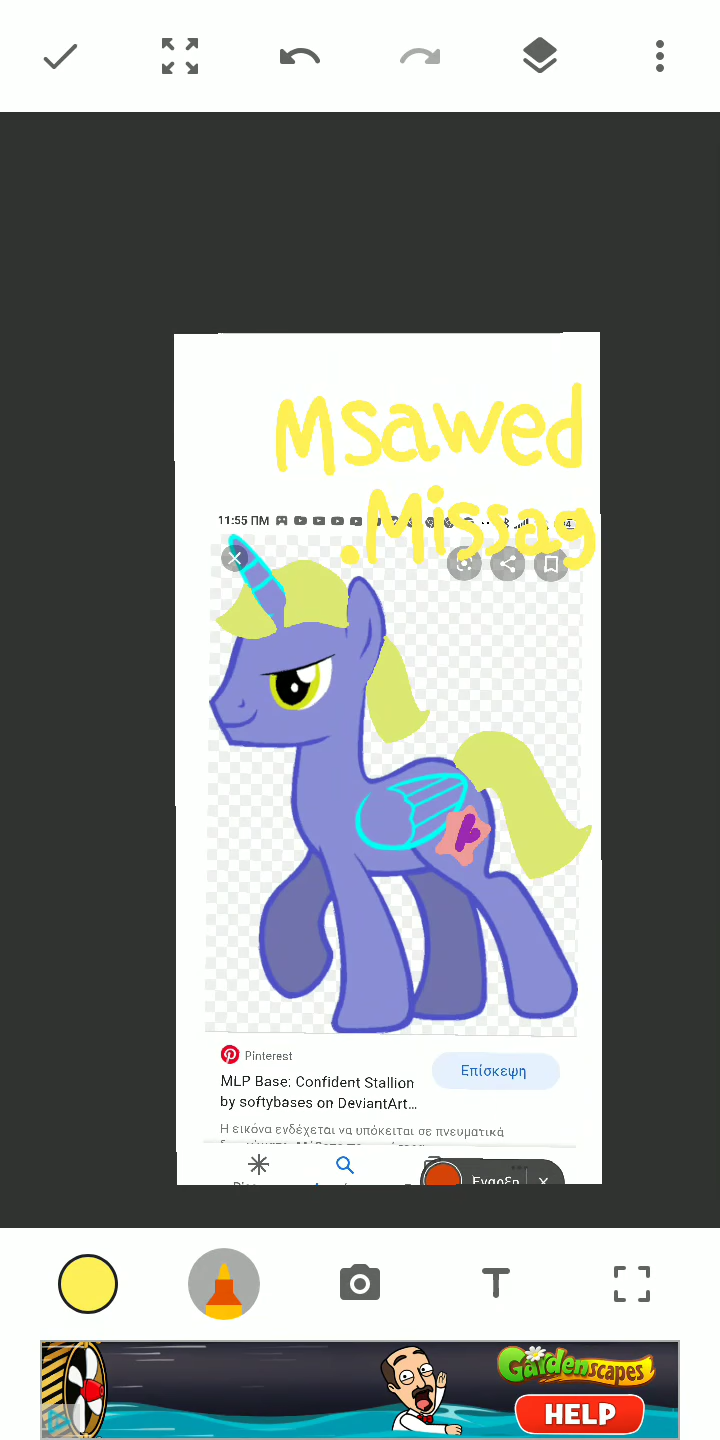 Msawed
.Missag
11:55 ΠΜ
Pinterest
MLP Base: Confident Stallion
by softybases on DeviantArt...
Επίσκεψη
Η εικόνα ενδέχεται να υπόκειται σε πνευματικά
Έναρξη
T
Gardenscapes
HELP